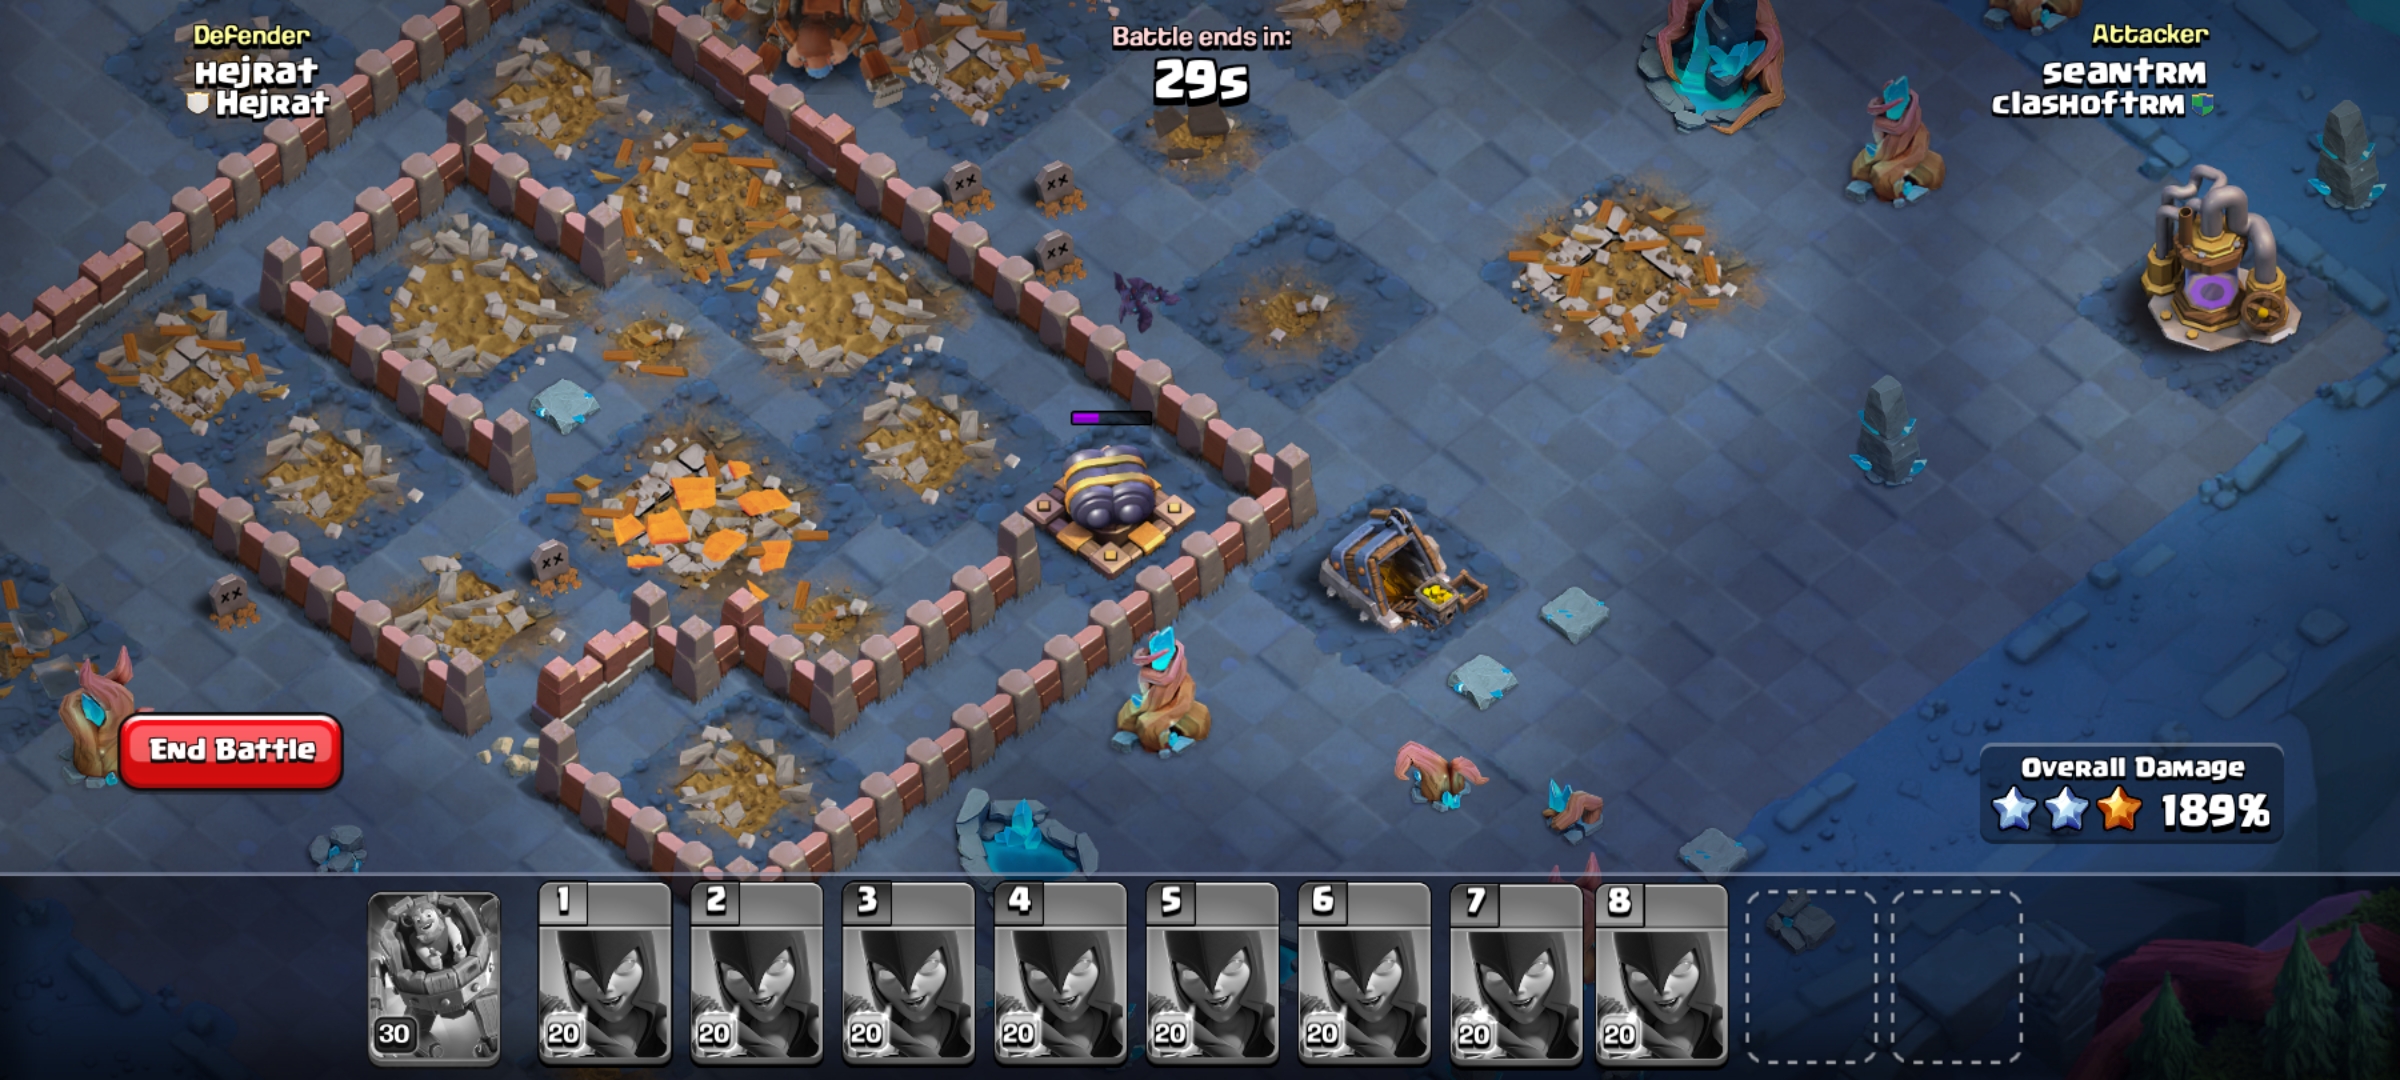 Defender
HejRat
HejRat
Battle ends in:
29s
Attacker
seantRM
clashoftRM
End Battle
Overall Damage
189%
1 2 3 4 5 6 7 8
30 20 20 20 20 20 20 20 20